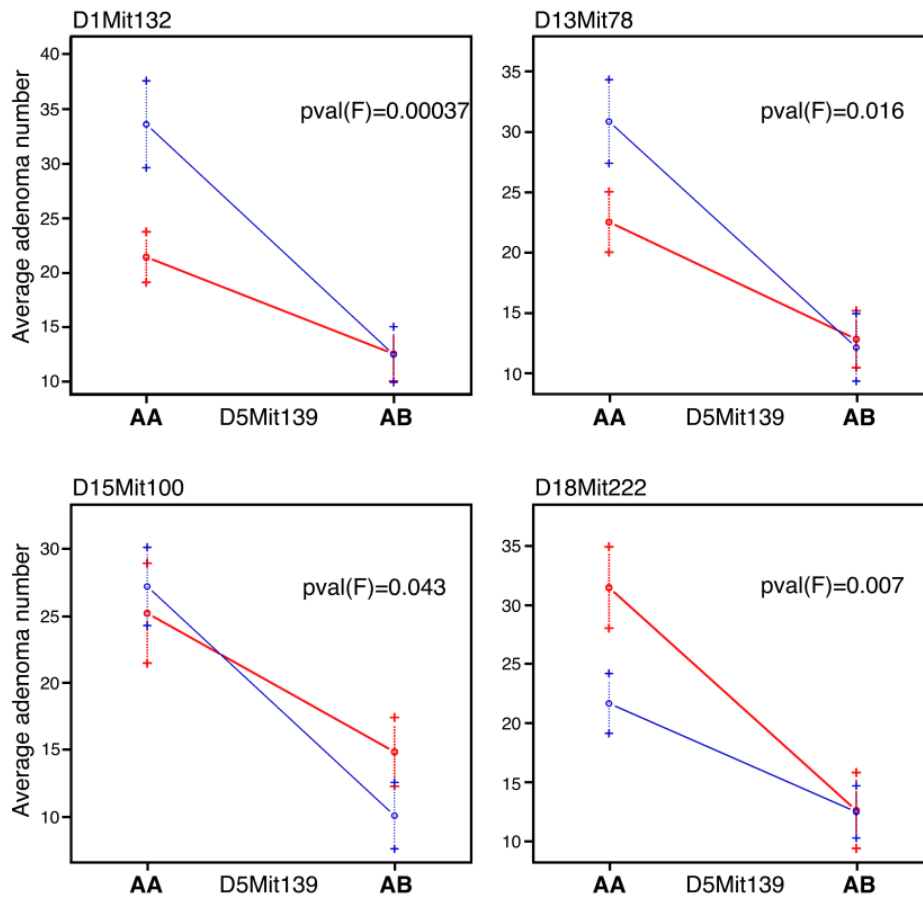 D1Mit132
Average adenoma number
40
35
30
25
20
15
10
pval(F)=0.00037
AA D5Mit139 AB
D13Mit78
35
30
25
20
15
10
pval(F)=0.016
AA D5Mit139 AB
D15Mit100
Average adenoma number
30
25
20
15
10
pval(F)=0.043
AA D5Mit139 AB
D18Mit222
35
30
25
20
15
10
pval(F)=0.007
AA D5Mit139 AB